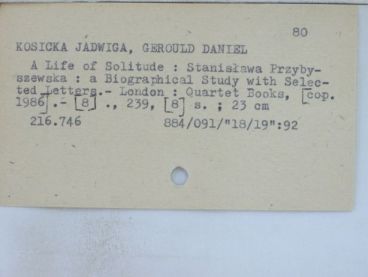 80
KOSICKA JADWIGA, GEROULD DANIEL
A Life of Solitude : Stanisława Przyby-
szewska : a Biographical Study with Selec-
ted Letters.- London : Quartet Books, [cop.
1986].- [8] ., 239, [8] s. ; 23 cm
216.746 884/091/"18/19":92